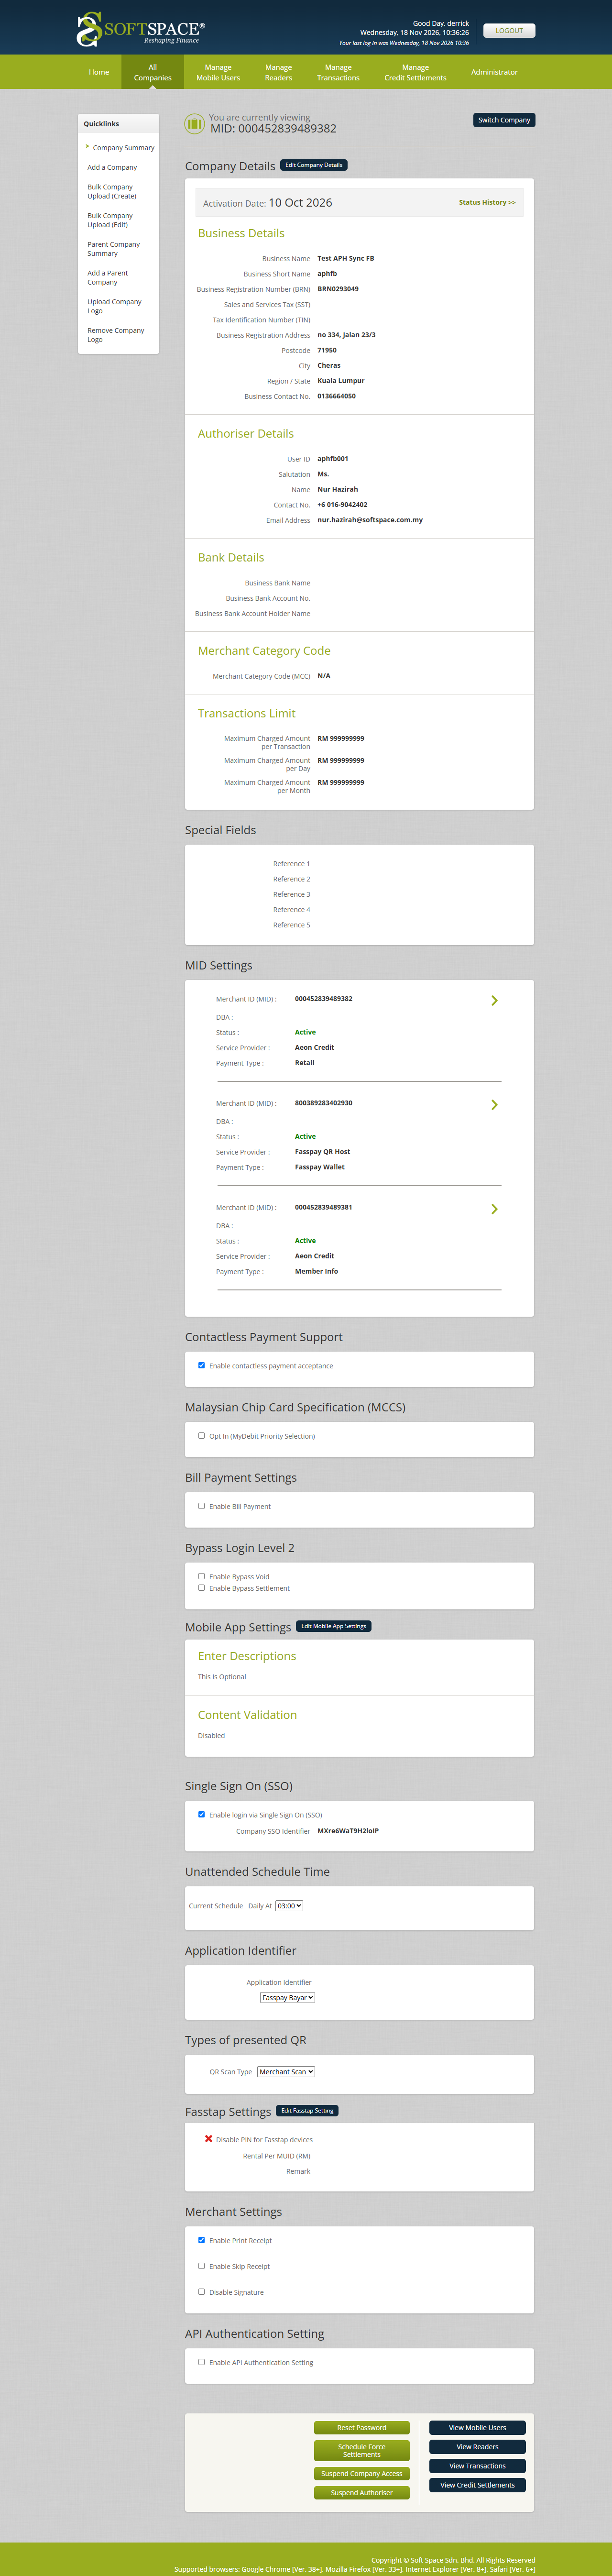 SOFTSPACE®
Reshaping Finance
Good Day, derrick
Wednesday, 18 Nov 2026, 10:36:26
Your last log in was Wednesday, 18 Nov 2026 10:36
LOGOUT
Home
All Companies
Manage Mobile Users
Manage Readers
Manage Transactions
Manage Credit Settlements
Administrator
Quicklinks
Company Summary
Add a Company
Bulk Company
Upload (Create)
Bulk Company
Upload (Edit)
Parent Company
Summary
Add a Parent
Company
Upload Company
Logo
Remove Company
Logo
You are currently viewing
MID: 000452839489382
Switch Company
Company Details Edit Company Details
Activation Date: 10 Oct 2026 Status History >>
Business Details
Business Name Test APH Sync FB
Business Short Name aphfb
Business Registration Number (BRN) BRN0293049
Sales and Services Tax (SST)
Tax Identification Number (TIN)
Business Registration Address no 334, Jalan 23/3
Postcode 71950
City Cheras
Region / State Kuala Lumpur
Business Contact No. 0136664050
Authoriser Details
User ID aphfb001
Salutation Ms.
Name Nur Hazirah
Contact No. +6 016-9042402
Email Address nur.hazirah@softspace.com.my
Bank Details
Business Bank Name
Business Bank Account No.
Business Bank Account Holder Name
Merchant Category Code
Merchant Category Code (MCC) N/A
Transactions Limit
Maximum Charged Amount RM 999999999
per Transaction
Maximum Charged Amount RM 999999999
per Day
Maximum Charged Amount RM 999999999
per Month
Special Fields
Reference 1
Reference 2
Reference 3
Reference 4
Reference 5
MID Settings
Merchant ID (MID) : 000452839489382
DBA :
Status : Active
Service Provider : Aeon Credit
Payment Type : Retail
Merchant ID (MID) : 800389283402930
DBA :
Status : Active
Service Provider : Fasspay QR Host
Payment Type : Fasspay Wallet
Merchant ID (MID) : 000452839489381
DBA :
Status : Active
Service Provider : Aeon Credit
Payment Type : Member Info
Contactless Payment Support
Enable contactless payment acceptance
Malaysian Chip Card Specification (MCCS)
Opt In (MyDebit Priority Selection)
Bill Payment Settings
Enable Bill Payment
Bypass Login Level 2
Enable Bypass Void
Enable Bypass Settlement
Mobile App Settings Edit Mobile App Settings
Enter Descriptions
This Is Optional
Content Validation
Disabled
Single Sign On (SSO)
Enable login via Single Sign On (SSO)
Company SSO Identifier MXre6WaT9H2loIP
Unattended Schedule Time
Current Schedule Daily At 03:00
Application Identifier
Application Identifier
Fasspay Bayar
Types of presented QR
QR Scan Type Merchant Scan
Fasstap Settings Edit Fasstap Setting
Disable PIN for Fasstap devices
Rental Per MUID (RM)
Remark
Merchant Settings
Enable Print Receipt
Enable Skip Receipt
Disable Signature
API Authentication Setting
Enable API Authentication Setting
Reset Password
Schedule Force
Settlements
Suspend Company Access
Suspend Authoriser
View Mobile Users
View Readers
View Transactions
View Credit Settlements
Copyright © Soft Space Sdn. Bhd. All Rights Reserved
Supported browsers: Google Chrome [Ver. 38+], Mozilla Firefox [Ver. 33+], Internet Explorer [Ver. 8+], Safari [Ver. 6+]